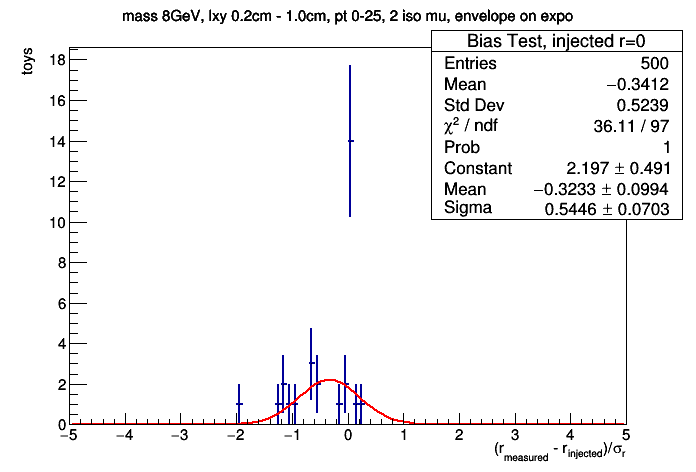 mass 8GeV, lxy 0.2cm - 1.0cm, pt 0-25, 2 iso mu, envelope on expo
Bias Test, injected r=0
Entries 500
Mean −0.3412
Std Dev 0.5239
χ² / ndf 36.11 / 97
Prob 1
Constant 2.197 ± 0.491
Mean −0.3233 ± 0.0994
Sigma 0.5446 ± 0.0703
toys
18
16
14
12
10
8
6
4
2
0
−5 −4 −3 −2 −1 0 1 2 3 4 5
(r_measured - r_injected)/σ_r